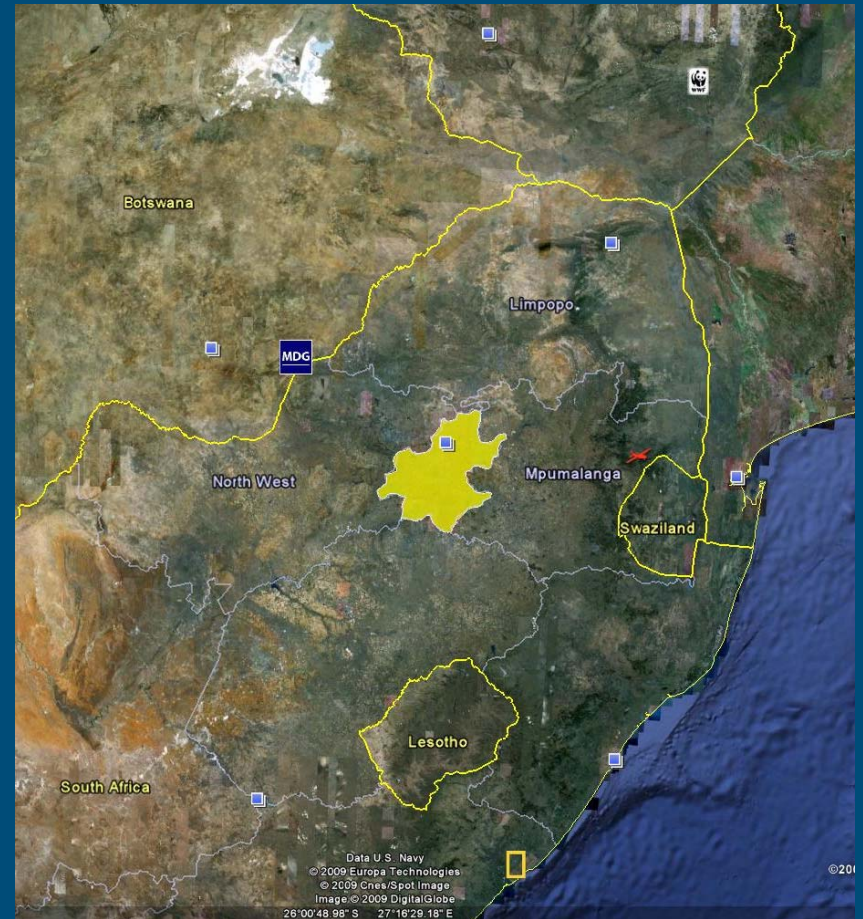 WWF
Botswana
Limpopo
MDG
North West
Mpumalanga
Swaziland
Lesotho
South Africa
Data U.S. Navy
© 2009 Europa Technologies
© 2009 Cnes/Spot Image
Image © 2009 DigitalGlobe
©200
26°00'48.98" S 27°16'29.18" E